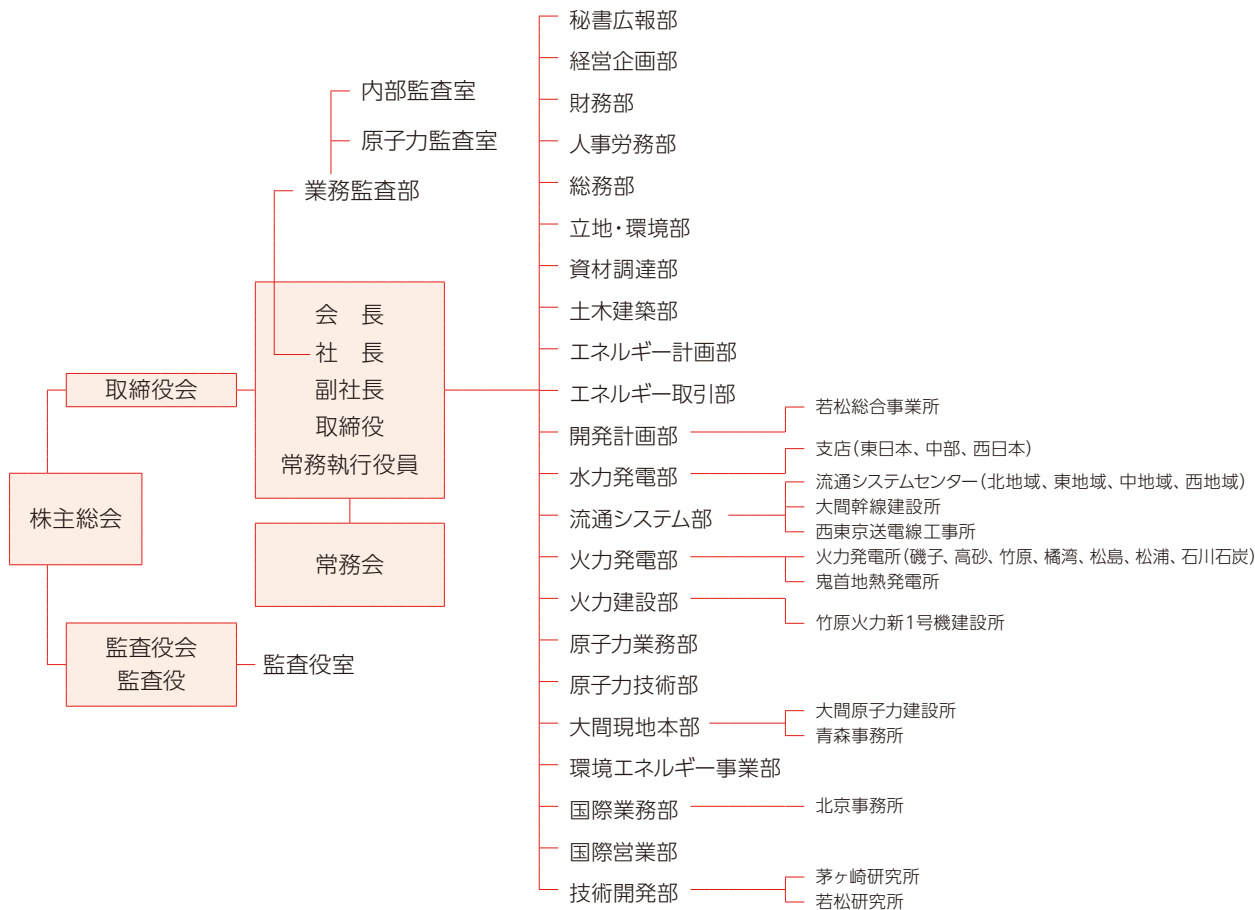 秘書広報部
経営企画部
内部監査室
財務部
原子力監査室
人事労務部
業務監査部
総務部
立地・環境部
資材調達部
会　長
社　長
副社長
取締役
常務執行役員
土木建築部
エネルギー計画部
取締役会
エネルギー取引部
開発計画部
若松総合事業所
水力発電部
支店（東日本、中部、西日本）
株主総会
常務会
流通システム部
流通システムセンター（北地域、東地域、中地域、西地域）
大間幹線建設所
西東京送電線工事所
火力発電部
火力発電所（磯子、高砂、竹原、橘湾、松島、松浦、石川石炭）
鬼首地熱発電所
火力建設部
竹原火力新1号機建設所
監査役会
監査役
監査役室
原子力業務部
原子力技術部
大間現地本部
大間原子力建設所
青森事務所
環境エネルギー事業部
国際業務部
北京事務所
国際営業部
技術開発部
茅ヶ崎研究所
若松研究所